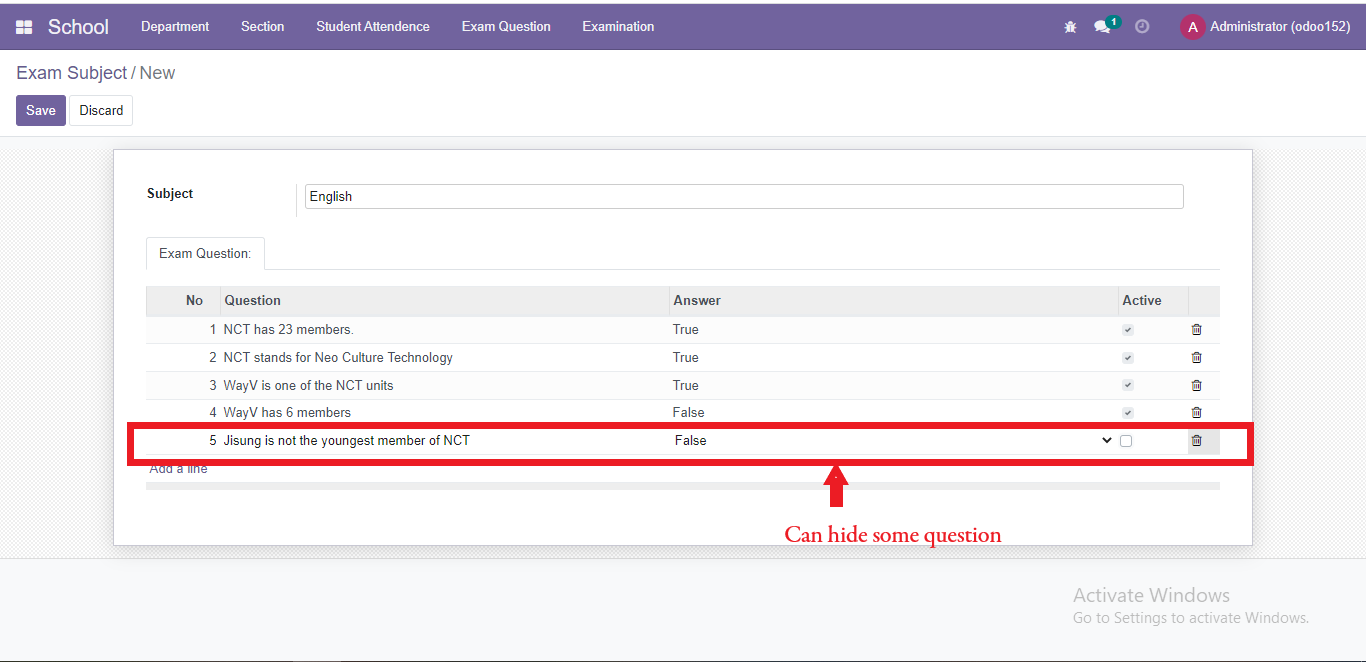 School Department Section Student Attendence Exam Question Examination 1 A Administrator (odoo152)
Exam Subject / New
Save Discard
Subject English
Exam Question:
No Question Answer Active
1 NCT has 23 members. True
2 NCT stands for Neo Culture Technology True
3 WayV is one of the NCT units True
4 WayV has 6 members False
5 Jisung is not the youngest member of NCT False
Add a line
Can hide some question
Activate Windows
Go to Settings to activate Windows.